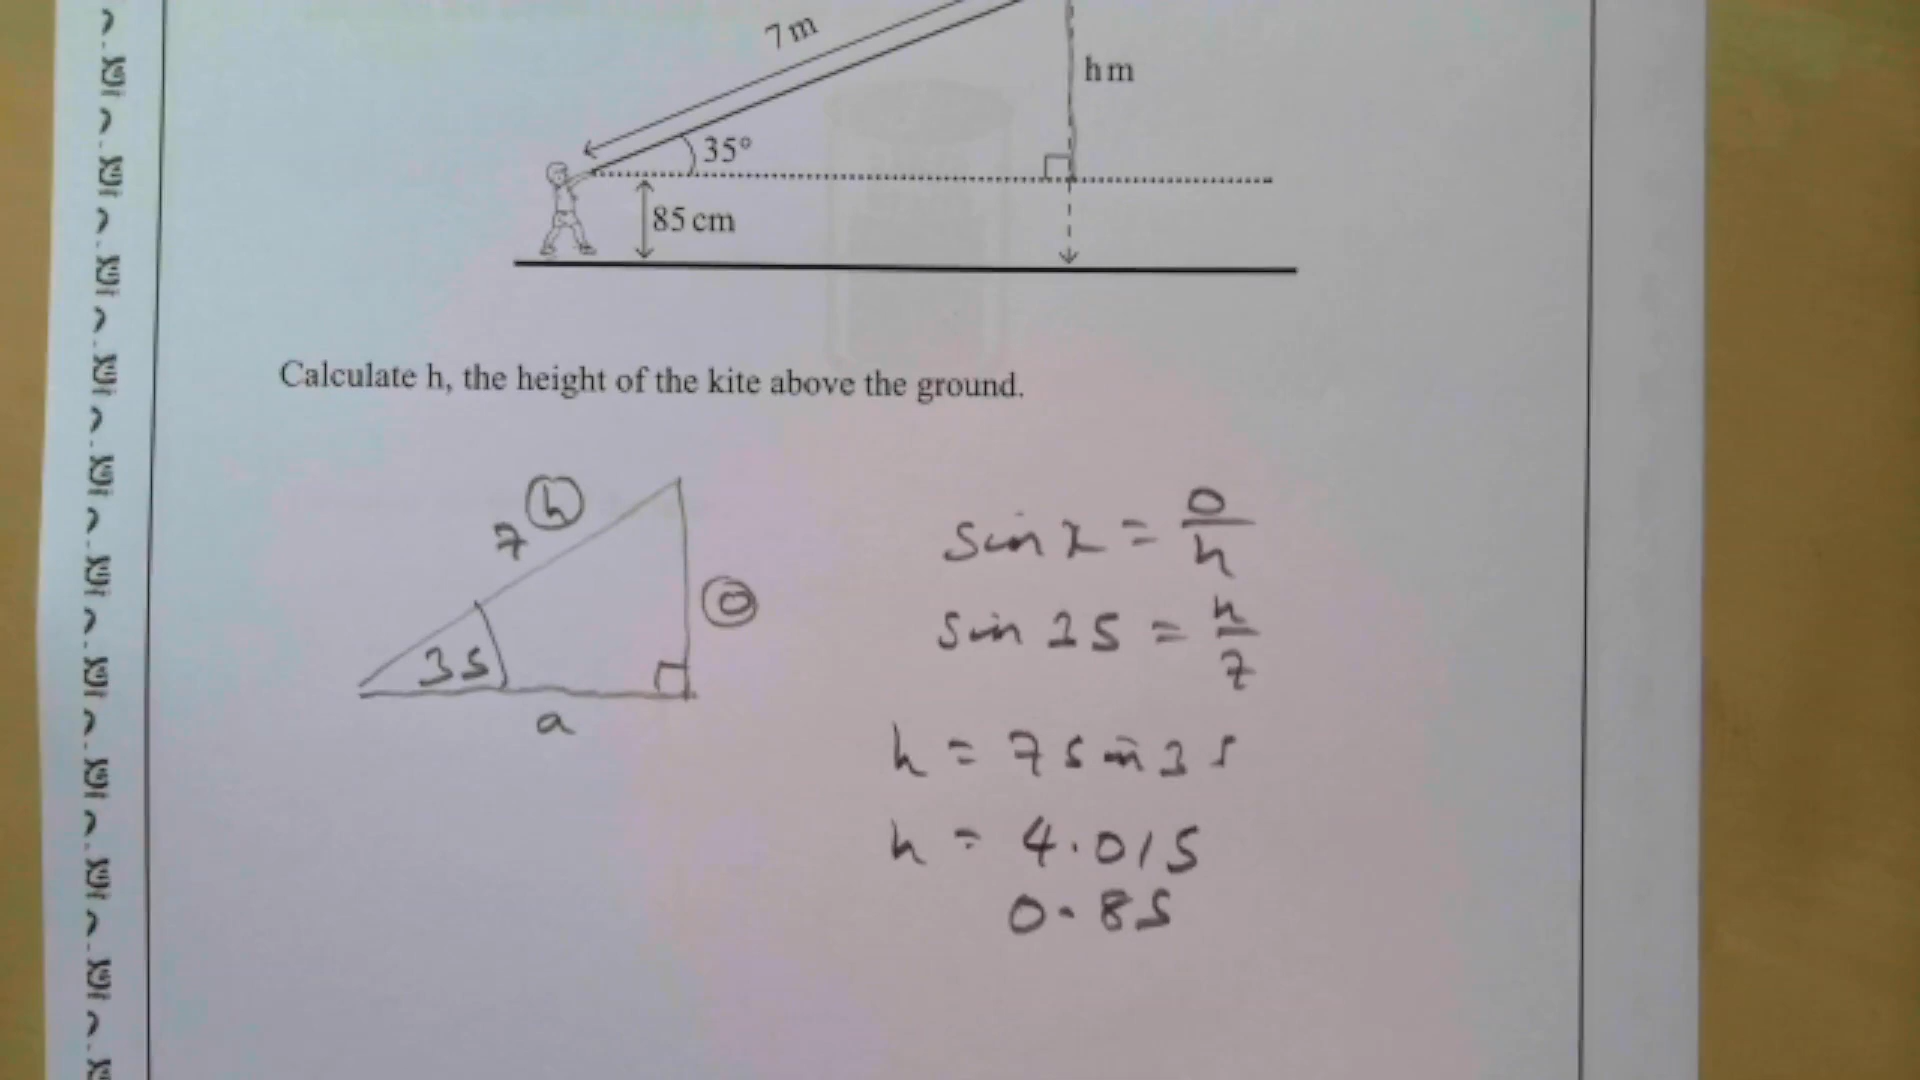 7 m
h m
35°
85 cm
Calculate h, the height of the kite above the ground.
7 h
o
35
a
sin x = o/h
sin 35 = h/7
h = 7 sin 35
h = 4.015
0.85